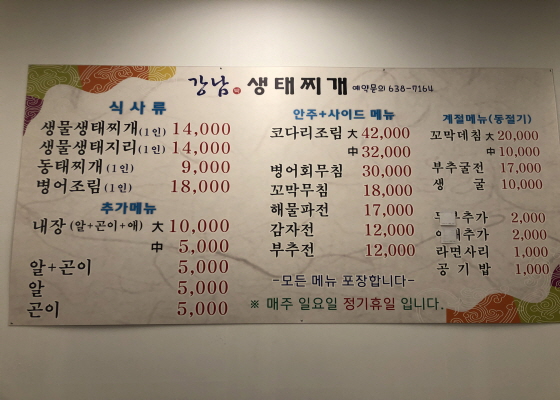 강남 생태찌개 예약문의 638-7164
식 사 류
생물생태찌개(1인) 14,000
생물생태지리(1인) 14,000
동태찌개(1인) 9,000
병어조림(1인) 18,000
추가메뉴
내장(알+곤이+애) 大 10,000
中 5,000
알+곤이 5,000
알 5,000
곤이 5,000
안주+사이드 메뉴
코다리조림 大 42,000
中 32,000
병어회무침 30,000
꼬막무침 18,000
해물파전 17,000
감자전 12,000
부추전 12,000
-모든 메뉴 포장합니다-
※ 매주 일요일 정기휴일 입니다.
계절메뉴(동절기)
꼬막데침 大 20,000
中 10,000
부추굴전 17,000
생 굴 10,000
추가 2,000
추가 2,000
라면사리 1,000
공 기 밥 1,000